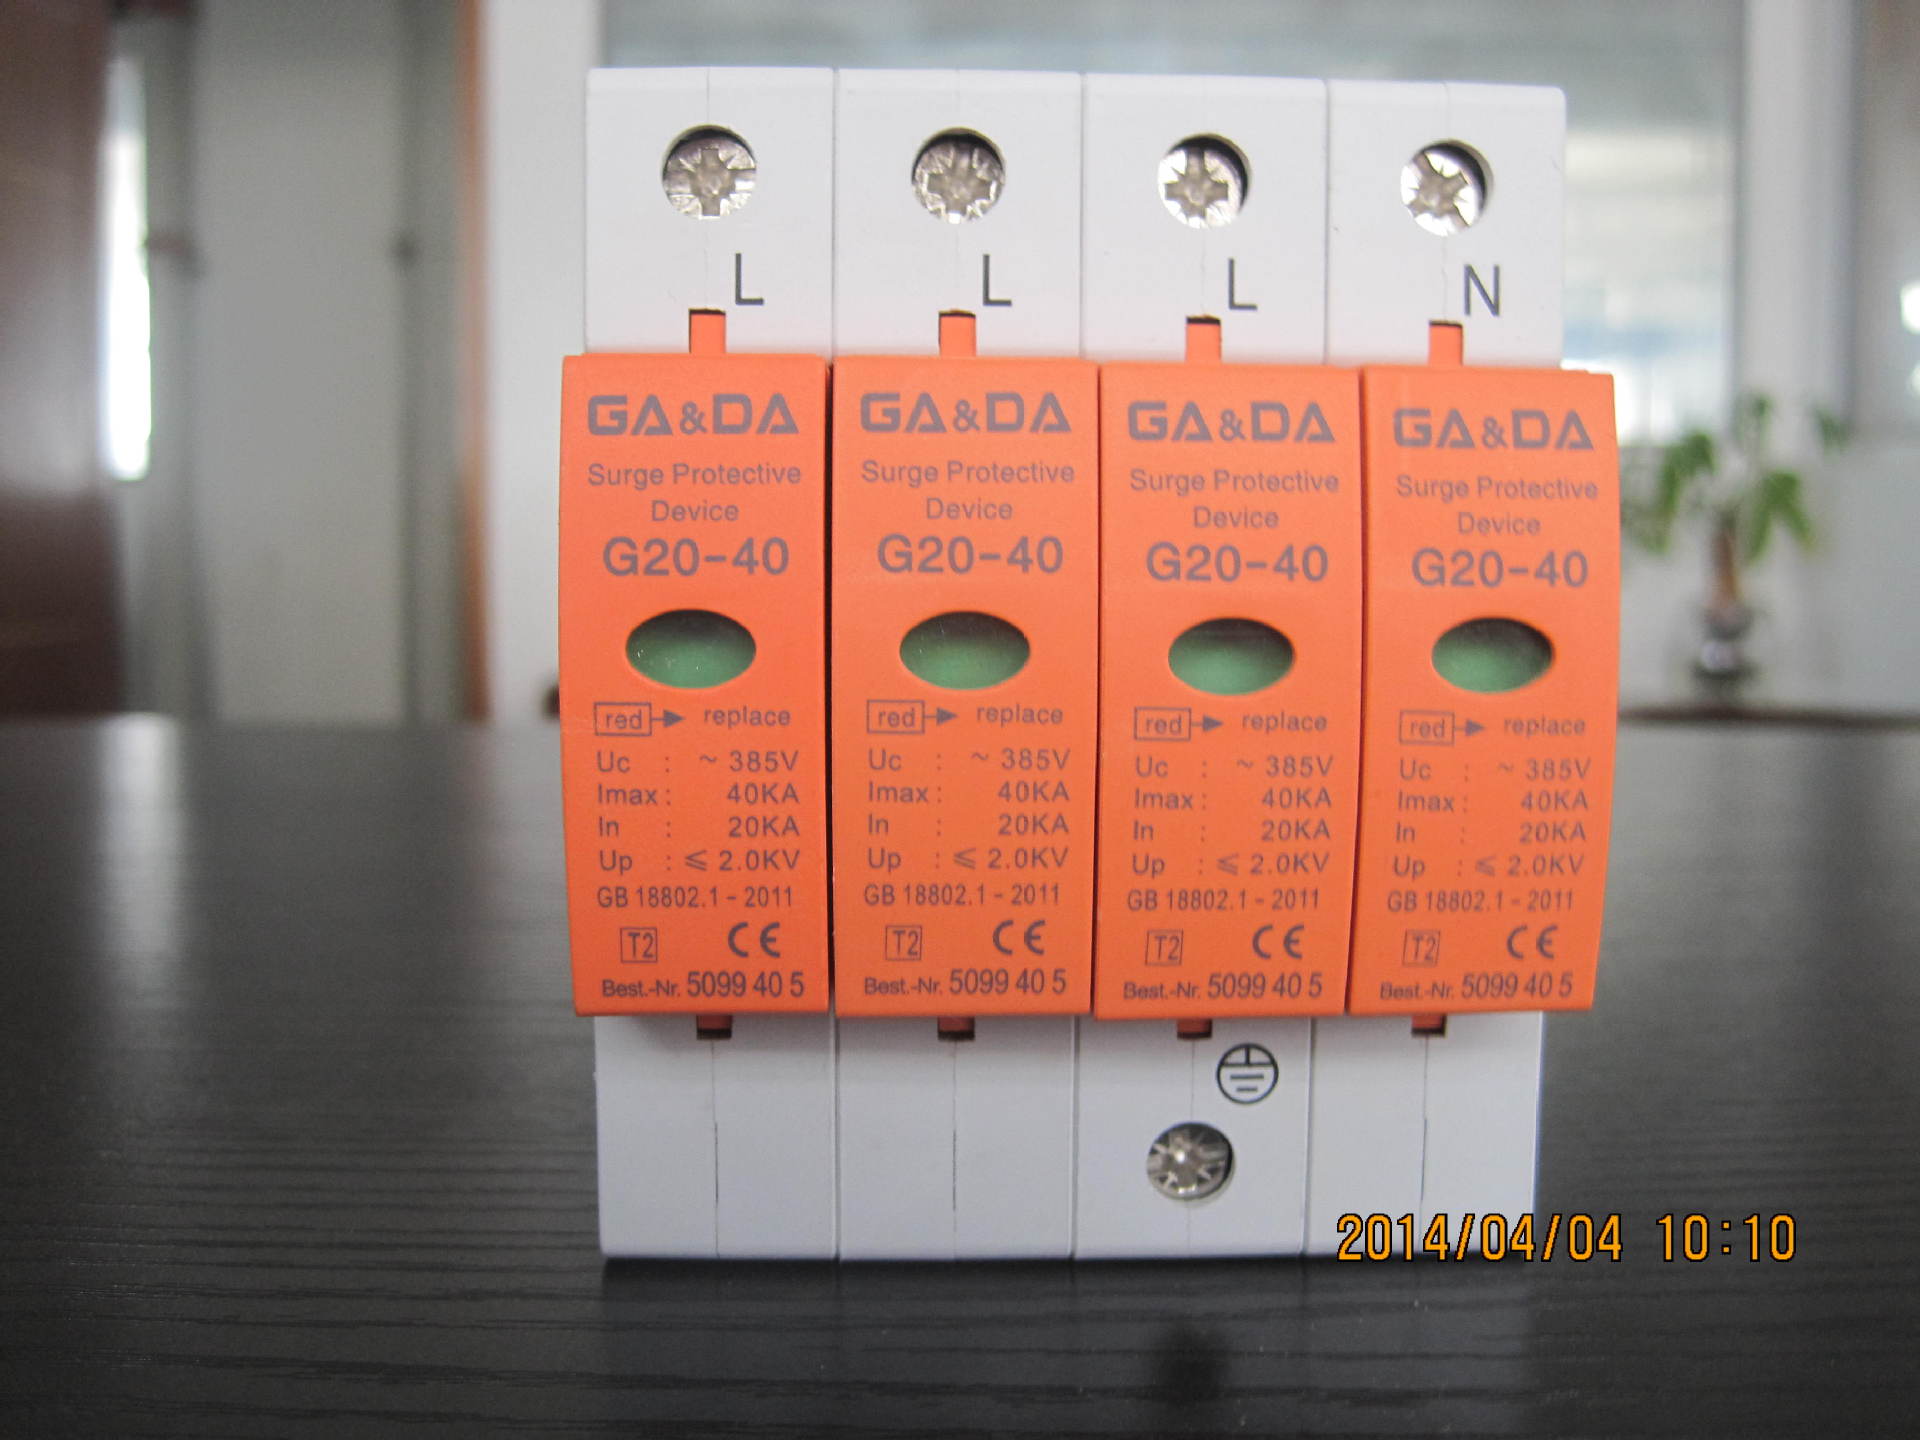 L
L
L
N
GA&DA
Surge Protective
Device
G20-40
red replace
Uc : ~ 385V
Imax : 40KA
In : 20KA
Up : ⩽ 2.0KV
GB 18802.1 - 2011
T2 CE
Best.-Nr. 5099 40 5
GA&DA
Surge Protective
Device
G20-40
red replace
Uc : ~ 385V
Imax : 40KA
In : 20KA
Up : ⩽ 2.0KV
GB 18802.1 - 2011
T2 CE
Best.-Nr. 5099 40 5
GA&DA
Surge Protective
Device
G20-40
red replace
Uc : ~ 385V
Imax : 40KA
In : 20KA
Up : ⩽ 2.0KV
GB 18802.1 - 2011
T2 CE
Best.-Nr. 5099 40 5
GA&DA
Surge Protective
Device
G20-40
red replace
Uc : ~ 385V
Imax : 40KA
In : 20KA
Up : ⩽ 2.0KV
GB 18802.1 - 2011
T2 CE
Best.-Nr. 5099 40 5
2014/04/04 10:10